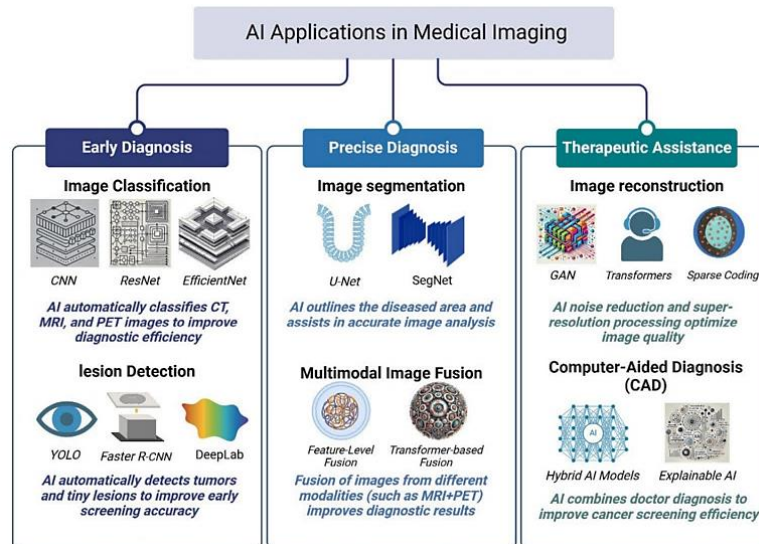 AI Applications in Medical Imaging
Early Diagnosis
Image Classification
CNN
ResNet
EfficientNet
AI automatically classifies CT,
MRI, and PET images to improve
diagnostic efficiency
lesion Detection
YOLO
Faster R-CNN
DeepLab
AI automatically detects tumors
and tiny lesions to improve early
screening accuracy
Precise Diagnosis
Image segmentation
U-Net
SegNet
AI outlines the diseased area and
assists in accurate image analysis
Multimodal Image Fusion
Feature-Level
Fusion
Transformer-based
Fusion
Fusion of images from different
modalities (such as MRI+PET)
improves diagnostic results
Therapeutic Assistance
Image reconstruction
GAN
Transformers
Sparse Coding
AI noise reduction and super-
resolution processing optimize
image quality
Computer-Aided Diagnosis
(CAD)
AI
Hybrid AI Models
Explainable AI
AI combines doctor diagnosis to
improve cancer screening efficiency